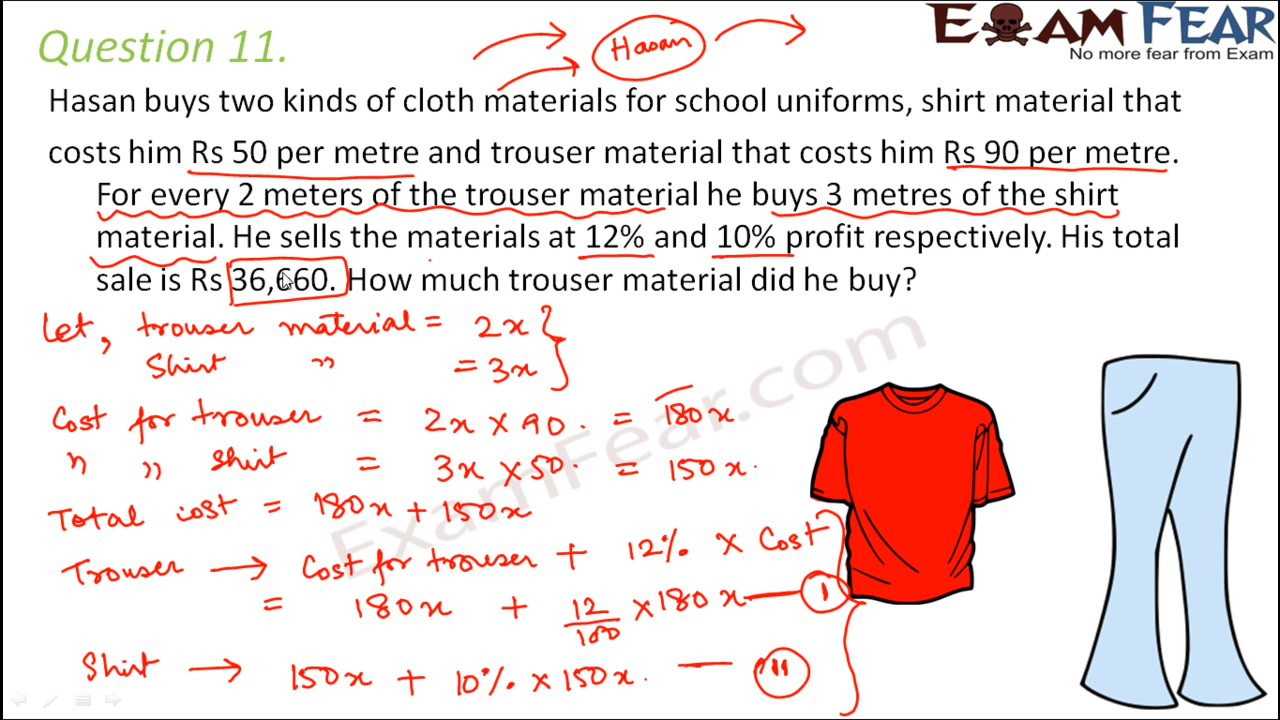 Question 11.
Hasan
EXAM FEAR
No more fear from Exam
Hasan buys two kinds of cloth materials for school uniforms, shirt material that
costs him Rs 50 per metre and trouser material that costs him Rs 90 per metre.
For every 2 meters of the trouser material he buys 3 metres of the shirt
material. He sells the materials at 12% and 10% profit respectively. His total
sale is Rs 36,660. How much trouser material did he buy?
Let, trouser material = 2x
Shirt " = 3x
Cost for trouser = 2x × 90. = 180x
" " shirt = 3x × 50. = 150x.
Total cost = 180x + 150x
Trouser → Cost for trouser + 12% × Cost
= 180x + 12/100 × 180x — I
Shirt → 150x + 10% × 150x. — II
ExamFear.com